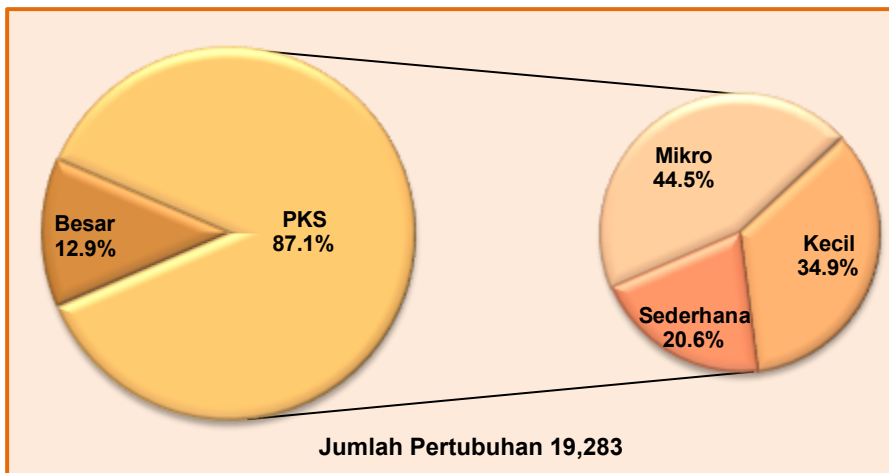 Besar
12.9%
PKS
87.1%
Mikro
44.5%
Kecil
34.9%
Sederhana
20.6%
Jumlah Pertubuhan 19,283